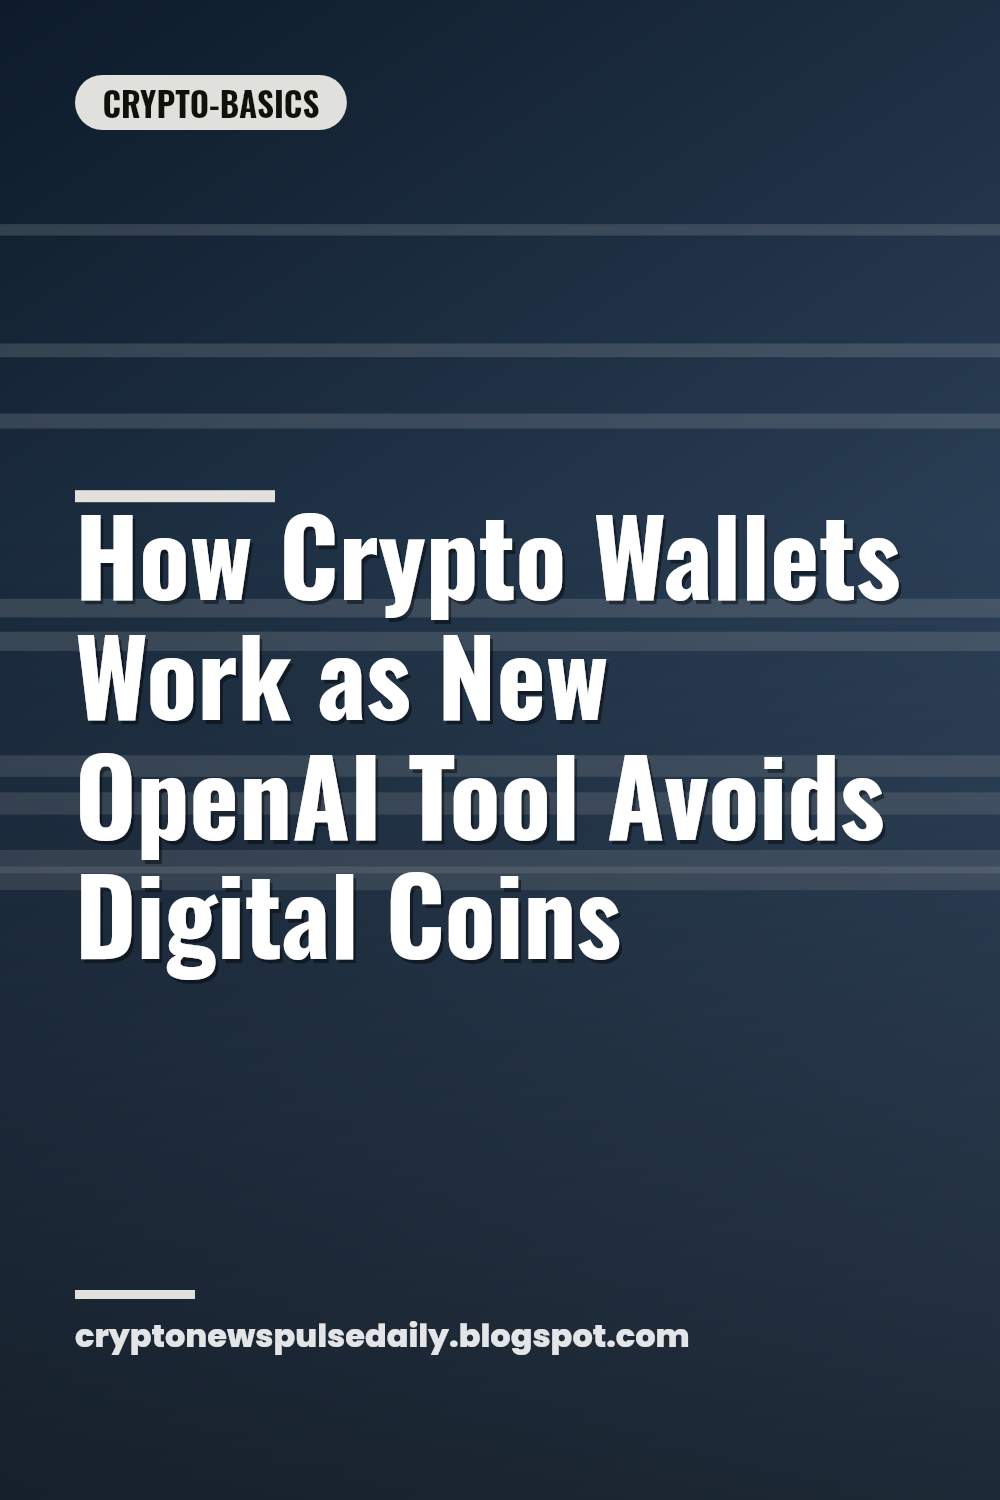 CRYPTO-BASICS
How Crypto Wallets
Work as New
OpenAI Tool Avoids
Digital Coins
cryptonewspulsedaily.blogspot.com